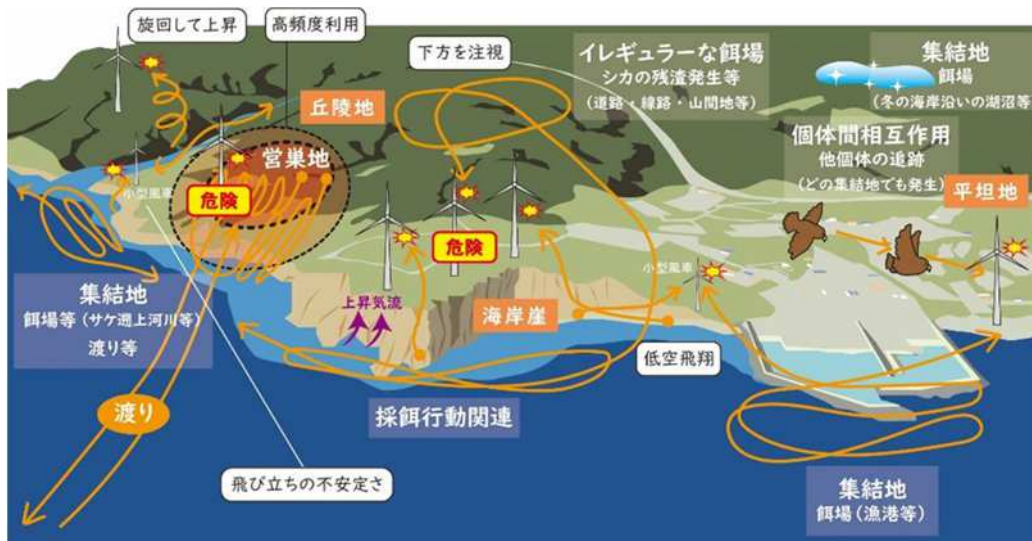 旋回して上昇
高頻度利用
下方を注視
イレギュラーな餌場
シカの残渣発生等
(道路・線路・山間地等)
集結地
餌場
(冬の海岸沿いの湖沼等)
丘陵地
営巣地
個体間相互作用
他個体の追跡
(どの集結地でも発生)
平坦地
小型風車
危険
危険
小型風車
集結地
餌場等(サケ遡上河川等)
渡り等
上昇気流
海岸崖
低空飛翔
渡り
採餌行動関連
飛び立ちの不安定さ
集結地
餌場(漁港等)